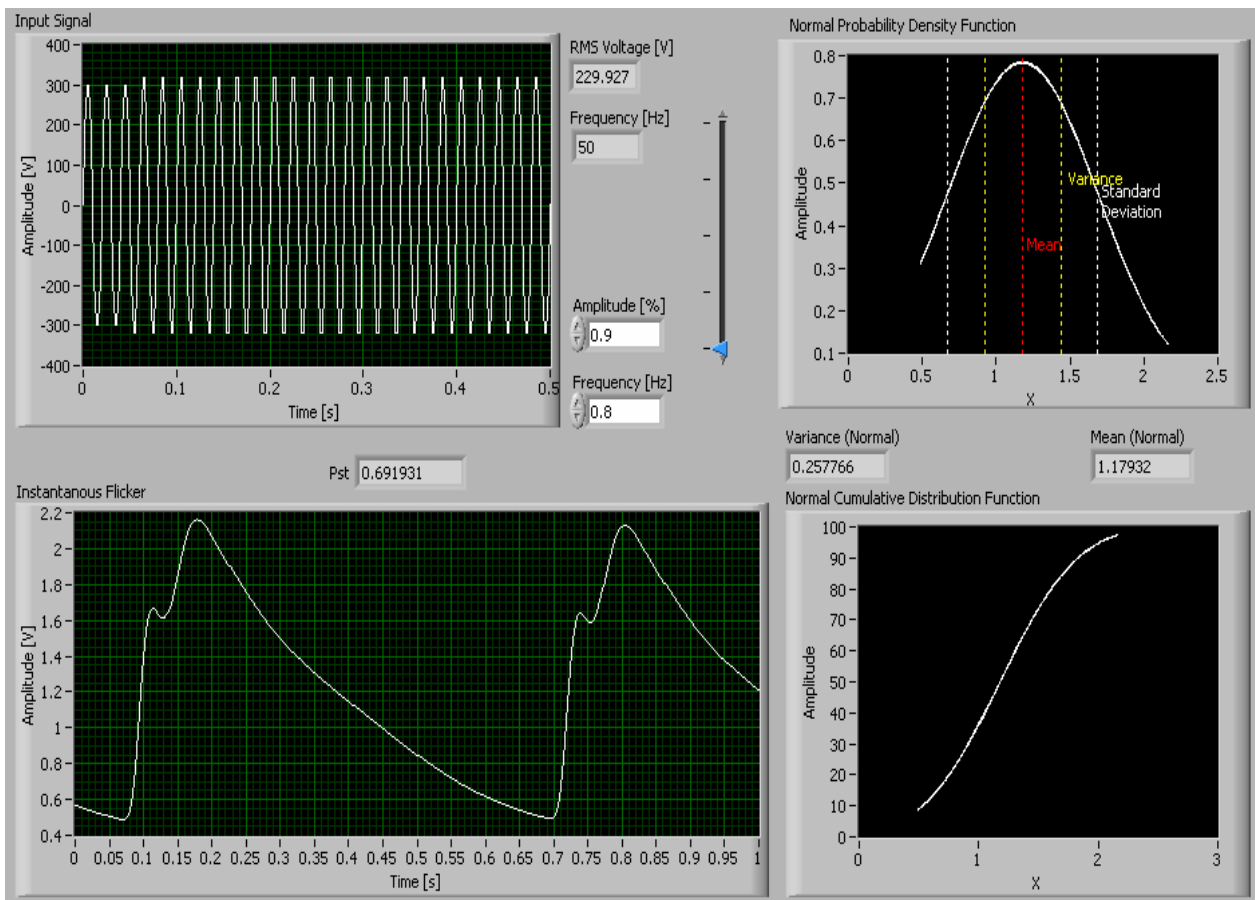 Input Signal
400
300
200
100
0
-100
-200
-300
-400
Amplitude [V]
0
0.1
0.2
0.3
0.4
0.5
Time [s]
RMS Voltage [V]
229.927
Frequency [Hz]
50
Amplitude [%]
0.9
Frequency [Hz]
0.8
Normal Probability Density Function
0.8
0.7
0.6
0.5
0.4
0.3
0.2
0.1
Amplitude
Variance
Standard
Deviation
Mean
0
0.5
1
1.5
2
2.5
X
Variance (Normal)
0.257766
Mean (Normal)
1.17932
Pst 0.691931
Instantanous Flicker
2.2
2
1.8
1.6
1.4
1.2
1
0.8
0.6
0.4
Amplitude [V]
0 0.05 0.1 0.15 0.2 0.25 0.3 0.35 0.4 0.45 0.5 0.55 0.6 0.65 0.7 0.75 0.8 0.85 0.9 0.95 1
Time [s]
Normal Cumulative Distribution Function
100
90
80
70
60
50
40
30
20
10
0
Amplitude
0
1
2
3
X